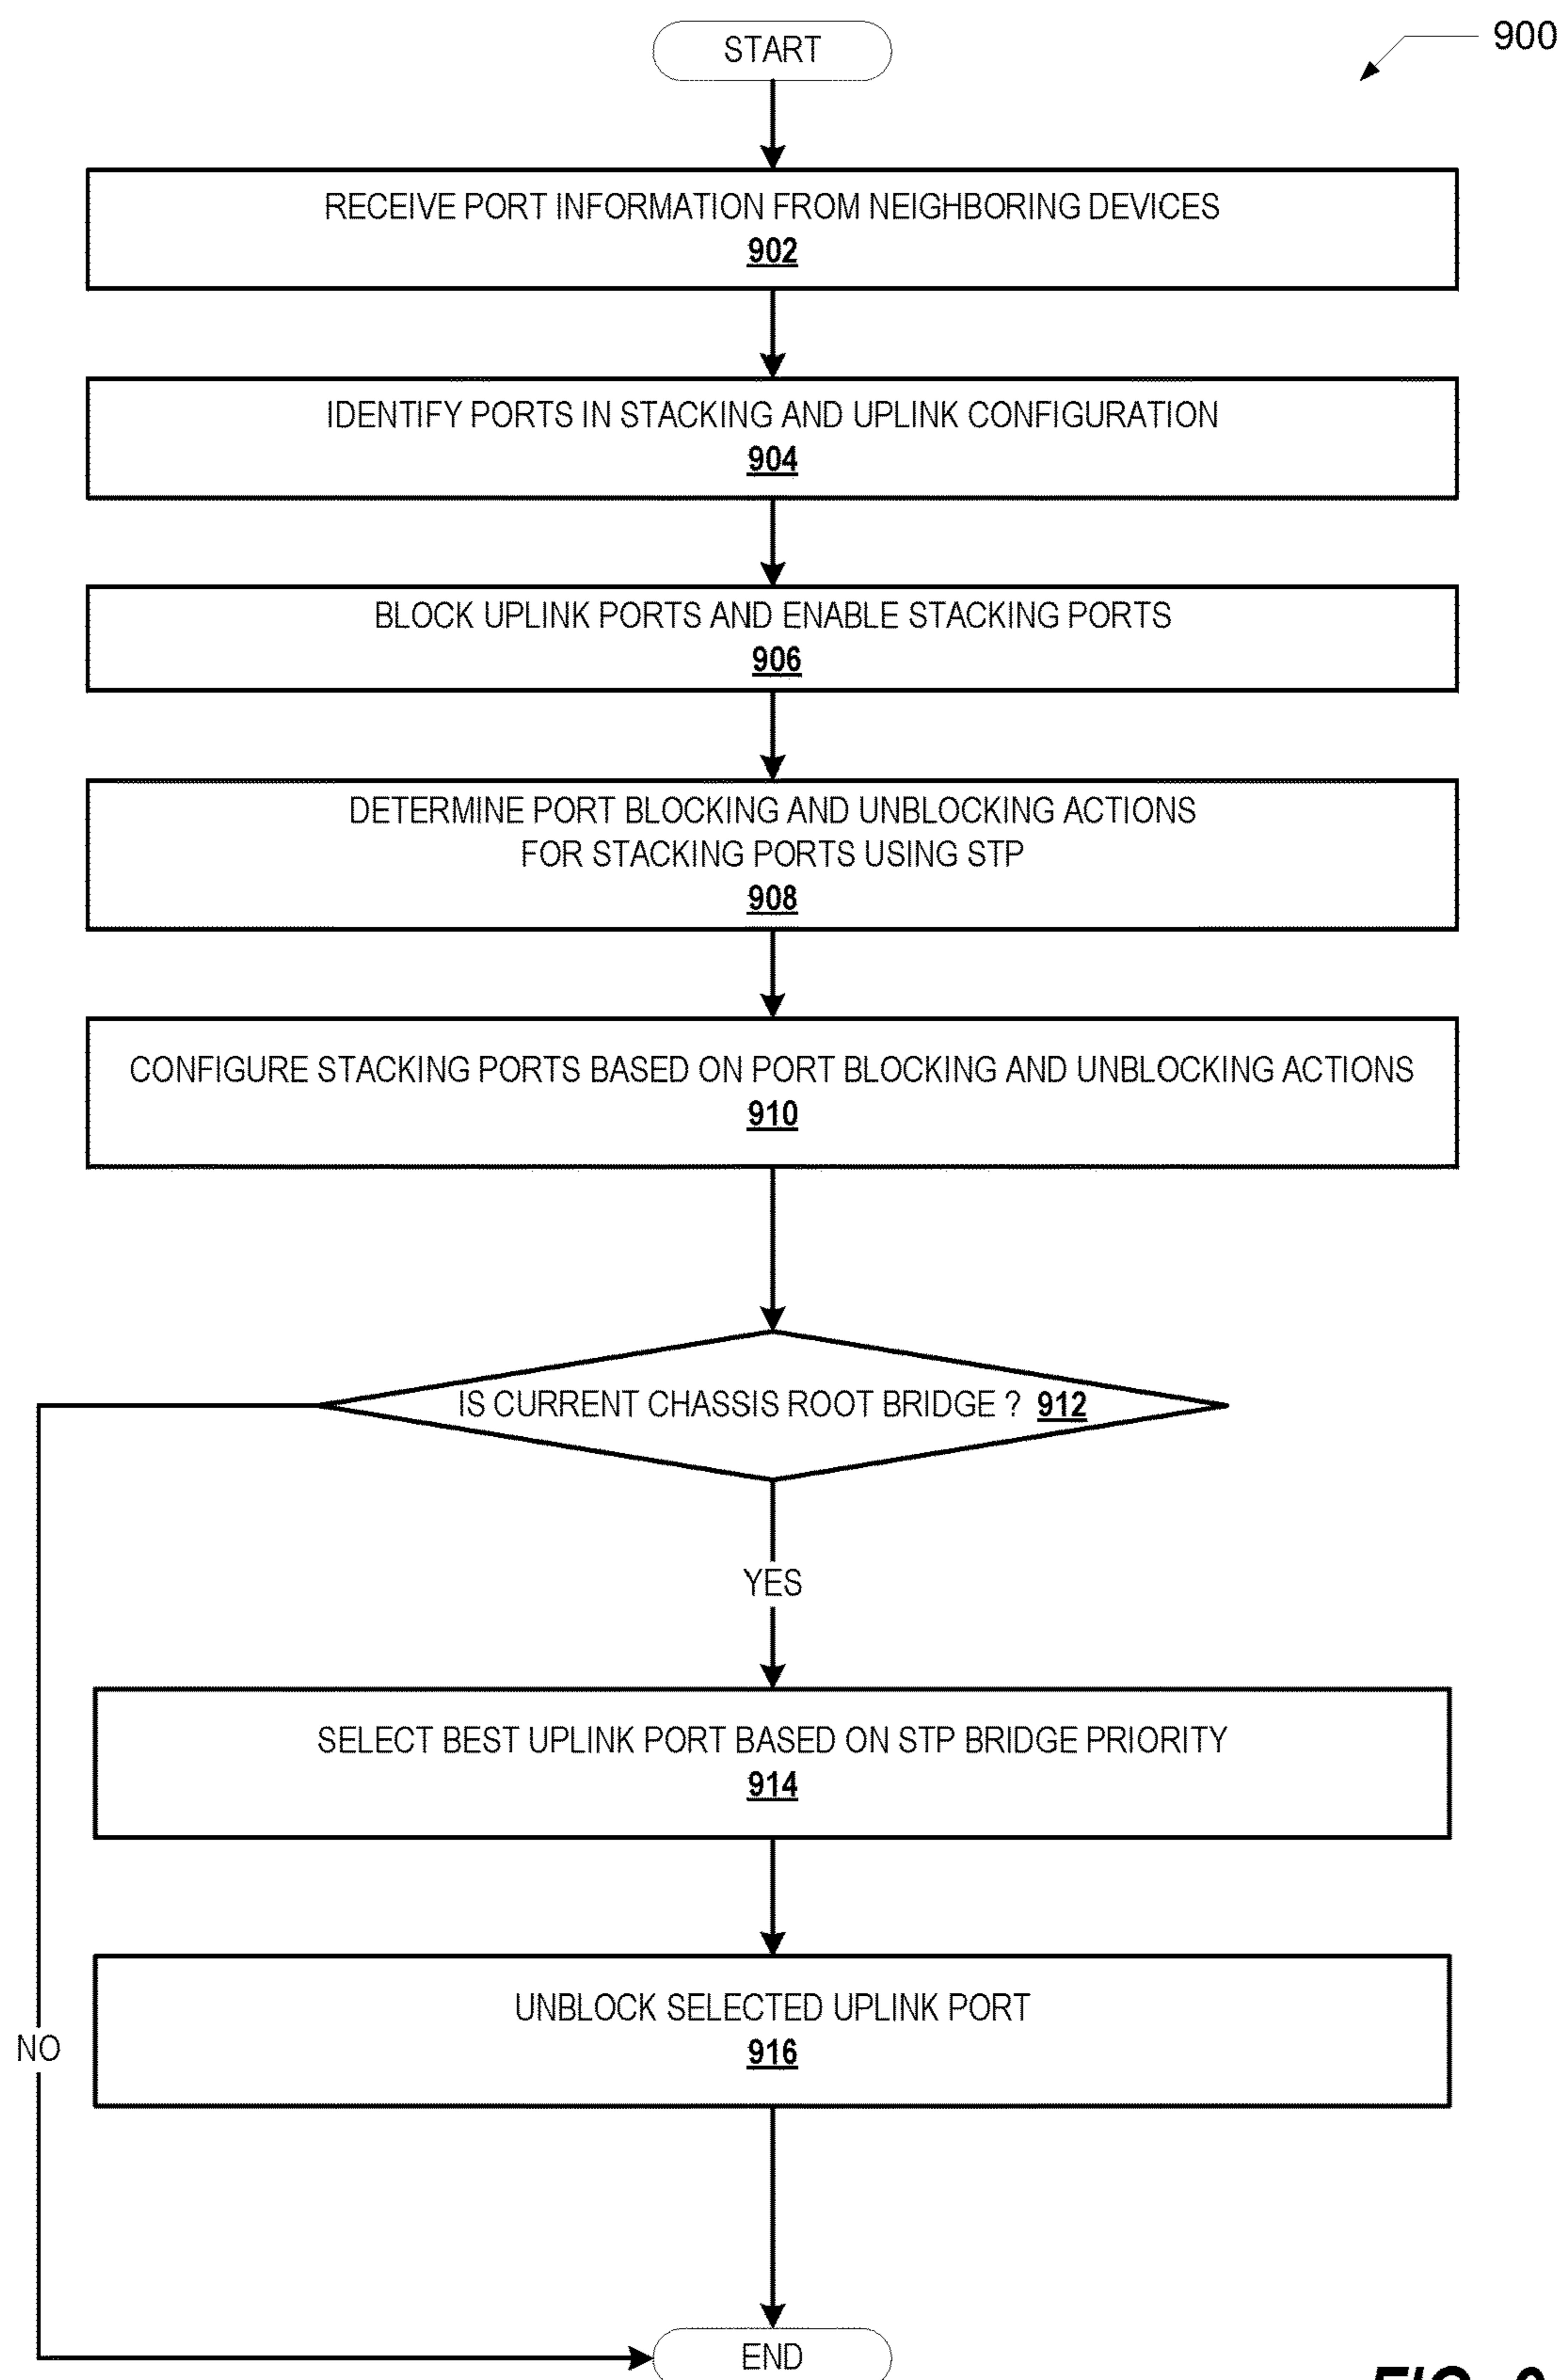 START
900
RECEIVE PORT INFORMATION FROM NEIGHBORING DEVICES
902
IDENTIFY PORTS IN STACKING AND UPLINK CONFIGURATION
904
BLOCK UPLINK PORTS AND ENABLE STACKING PORTS
906
DETERMINE PORT BLOCKING AND UNBLOCKING ACTIONS
FOR STACKING PORTS USING STP
908
CONFIGURE STACKING PORTS BASED ON PORT BLOCKING AND UNBLOCKING ACTIONS
910
IS CURRENT CHASSIS ROOT BRIDGE ? 912
YES
SELECT BEST UPLINK PORT BASED ON STP BRIDGE PRIORITY
914
UNBLOCK SELECTED UPLINK PORT
916
NO
END